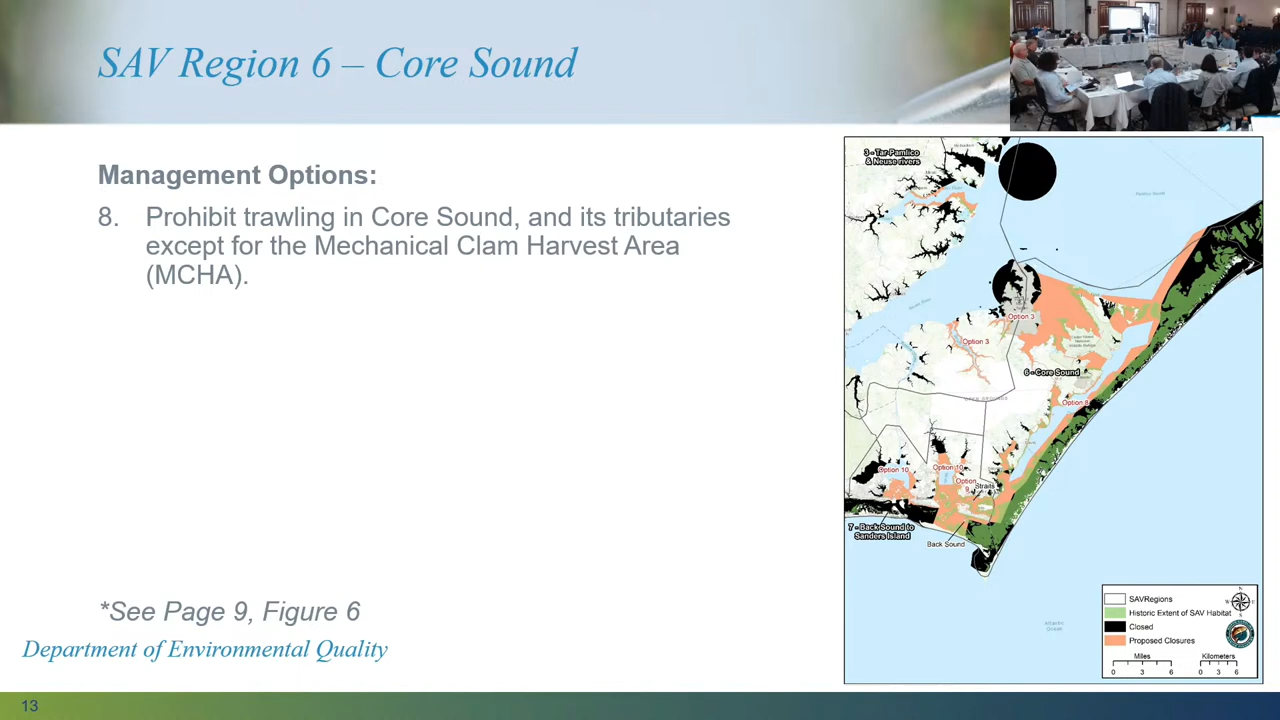 SAV Region 6 – Core Sound
Management Options:
8. Prohibit trawling in Core Sound, and its tributaries
except for the Mechanical Clam Harvest Area
(MCHA).
*See Page 9, Figure 6
Department of Environmental Quality
13
3 - Tar-Pamlico
& Neuse rivers
Option 3
Option 3
6 - Core Sound
Option 8
Option 10
Option 10
Option
9
Straits
7 - Back Sound to
Sanders Island
Back Sound
Atlantic
Ocean
SAVRegions
Historic Extent of SAV Habitat
Closed
Proposed Closures
Miles
Kilometers
0 3 6
0 3 6
N
W
E
S